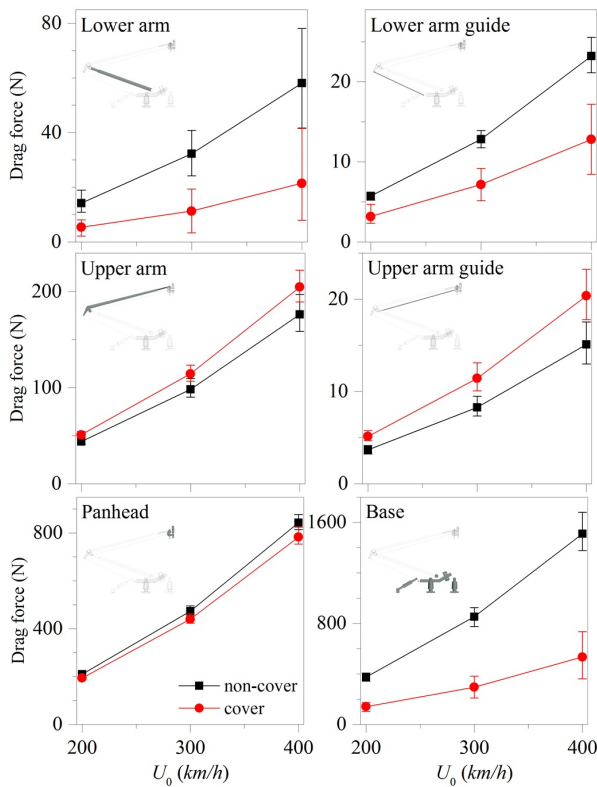 Lower arm
Lower arm guide
80
40
0
Drag force (N)
20
10
0
Upper arm
Upper arm guide
200
100
0
Drag force (N)
20
10
0
Panhead
Base
800
400
0
Drag force (N)
1600
800
0
non-cover
cover
200 300 400
200 300 400
U0 (km/h)
U0 (km/h)